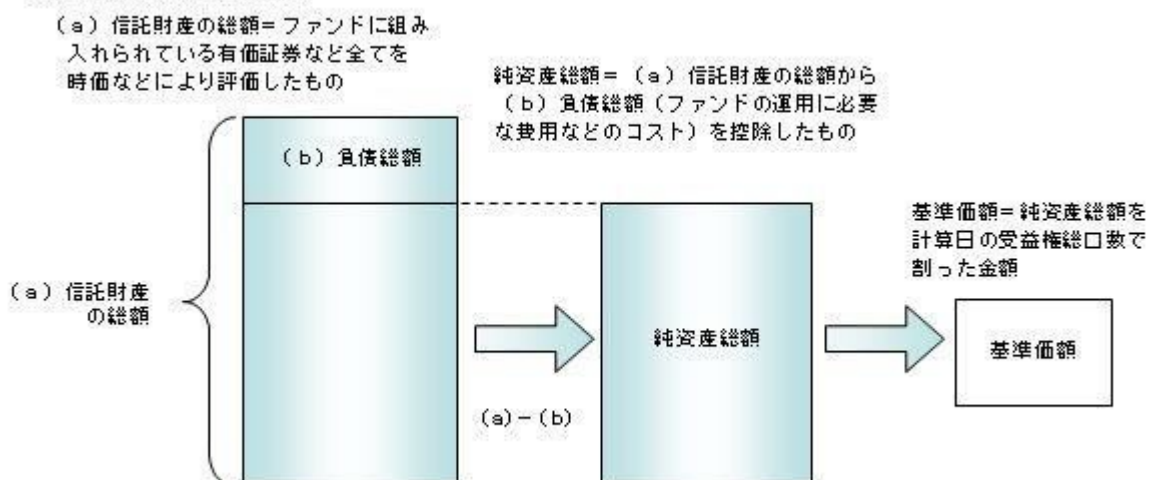 （a）信託財産の総額＝ファンドに組み
入れられている有価証券など全てを
時価などにより評価したもの
純資産総額＝（a）信託財産の総額から
（b）負債総額（ファンドの運用に必要
な費用などのコスト）を控除したもの
（b）負債総額
基準価額＝純資産総額を
計算日の受益権総口数で
割った金額
（a）信託財産
の総額
純資産総額
基準価額
（a）－（b）